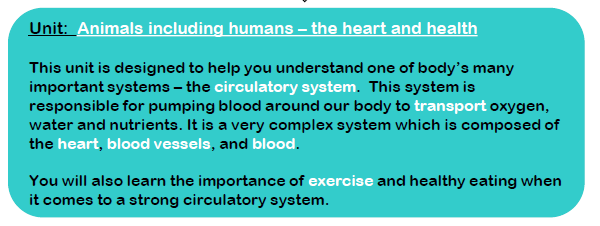 Unit:  Animals including humans – the heart and health
This unit is designed to help you understand one of body’s many
important systems – the circulatory system.  This system is
responsible for pumping blood around our body to transport oxygen,
water and nutrients. It is a very complex system which is composed of
the heart, blood vessels, and blood.
You will also learn the importance of exercise and healthy eating when
it comes to a strong circulatory system.